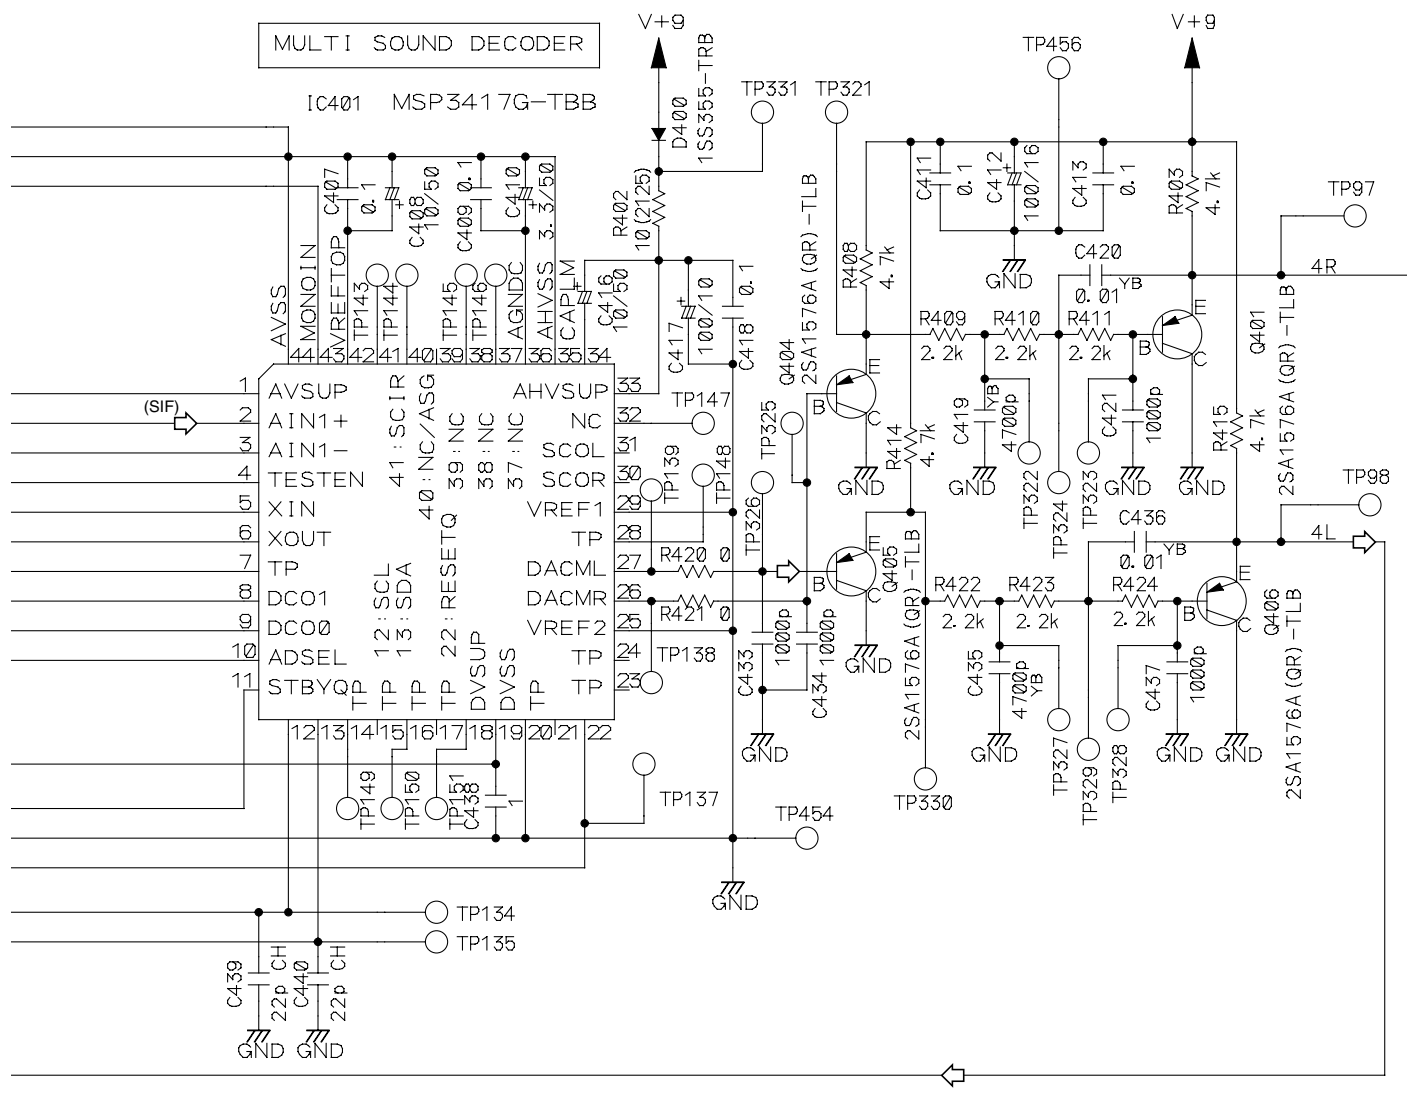 MULTI SOUND DECODER
IC401 MSP3417G-TBB
V+9
D400
1SS355-TRB
TP331
TP321
TP456
V+9
C407
0.1
C408
10/50
C409
0.1
C410
3.3/50
R402
10(2125)
2SA1576A(QR)-TLB
Q404
R408
4.7k
C411
0.1
C412
100/16
C413
0.1
R403
4.7k
TP97
GND
C420
0.01
YB
4R
AVSS
MONOIN
VREFTOP
TP143
TP144
TP145
TP146
AGNDC
AHVSS
CAPLM
C416
10/50
C417
100/10
C418
0.1
44 43 42 41 40 39 38 37 36 35 34
R409
2.2k
R410
2.2k
R411
2.2k
E
B
C
Q401
2SA1576A(QR)-TLB
1 AVSUP
(SIF)
2 AIN1+
3 AIN1-
4 TESTEN
5 XIN
6 XOUT
7 TP
8 DCO1
9 DCO0
10 ADSEL
11 STBYQ
41:SCIR
40:NC/ASG
39:NC
38:NC
37:NC
12:SCL
13:SDA
22:RESETQ
AHVSUP 33
NC 32
SCOL 31
SCOR 30
VREF1 29
TP 28
DACML 27
DACMR 26
VREF2 25
TP 24
TP 23
TP
TP
TP
TP
DVSUP
DVSS
TP
12 13 14 15 16 17 18 19 20 21 22
TP147
TP139
TP148
TP325
TP326
E
B
C
GND
R414
4.7k
C419
YB
4700p
GND
TP322
TP324
TP323
C421
1000p
GND
GND
R415
4.7k
TP98
R420 0
R421 0
TP138
E
B
C
Q405
2SA1576A(QR)-TLB
GND
C436
0.01
YB
4L
R422
2.2k
R423
2.2k
R424
2.2k
E
B
C
Q406
2SA1576A(QR)-TLB
C433
1000p
C434
1000p
GND
C435
4700p
YB
GND
TP327
TP329
TP328
C437
1000p
GND
GND
TP330
TP149
TP150
TP151
C438
1
TP137
TP454
GND
TP134
TP135
C439
22p CH
C440
22p CH
GND
GND